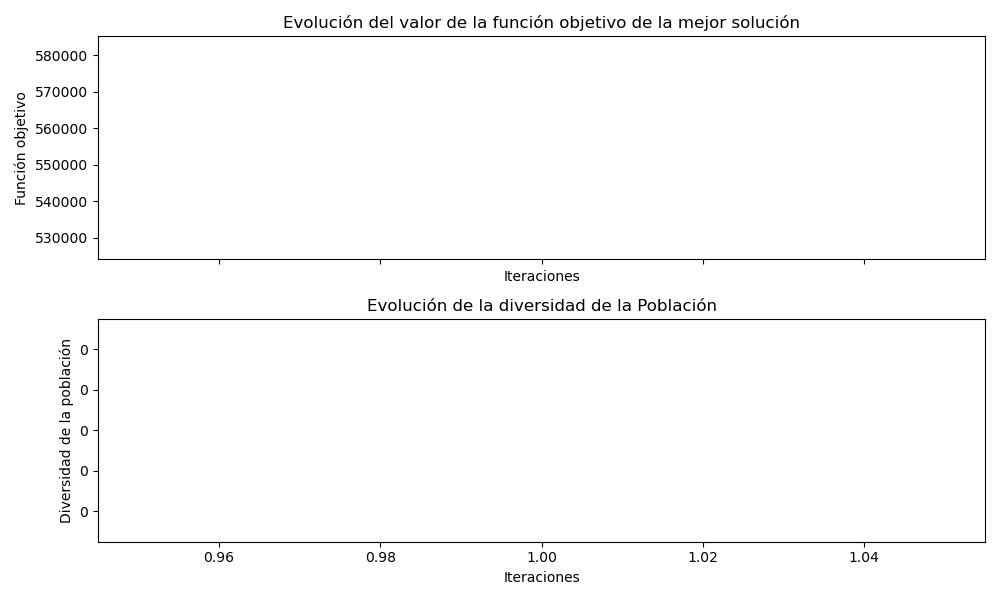 Evolución del valor de la función objetivo de la mejor solución
580000
570000
560000
550000
540000
530000
Función objetivo
Iteraciones
Evolución de la diversidad de la Población
0
0
0
0
0
Diversidad de la población
0.96 0.98 1.00 1.02 1.04
Iteraciones